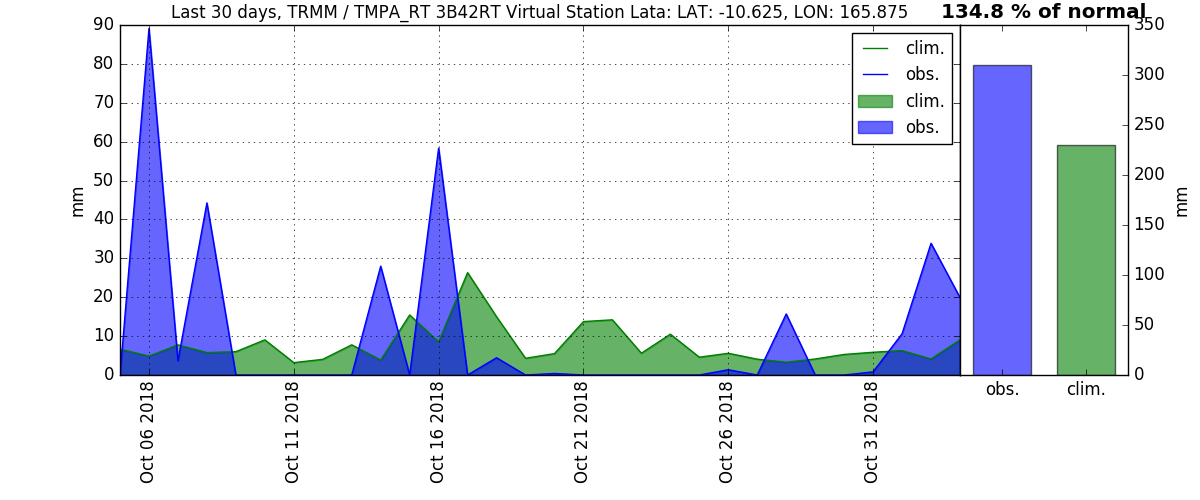 Last 30 days, TRMM / TMPA_RT 3B42RT Virtual Station Lata: LAT: -10.625, LON: 165.875
134.8 % of normal
90
80
70
60
50
40
30
20
10
0
mm
clim.
obs.
clim.
obs.
350
300
250
200
150
100
50
0
mm
obs.
clim.
Oct 06 2018
Oct 11 2018
Oct 16 2018
Oct 21 2018
Oct 26 2018
Oct 31 2018